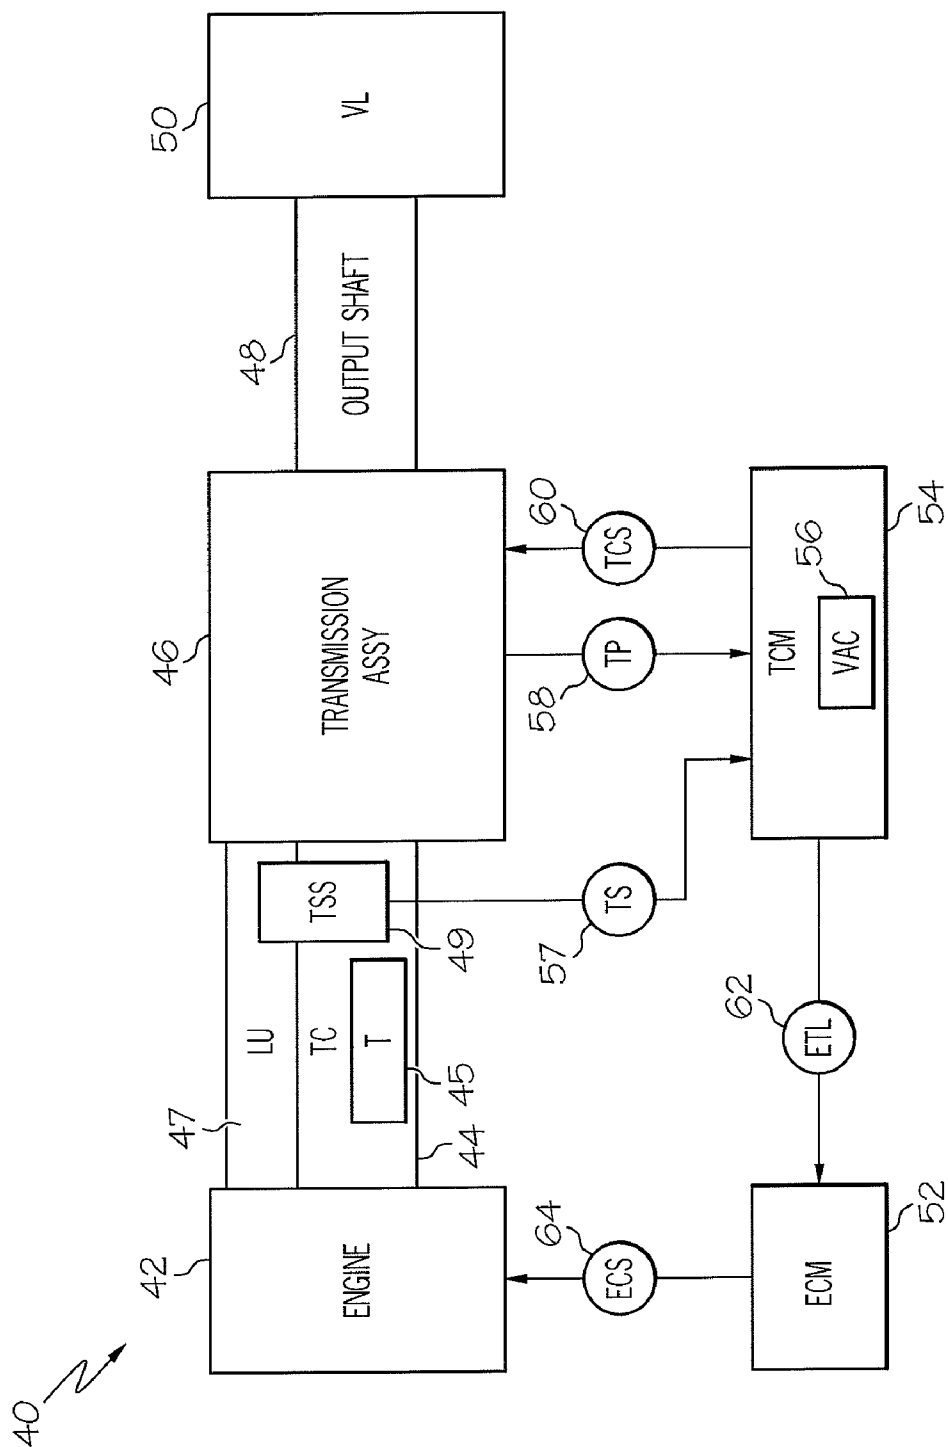 40
42
ENGINE
47
LU
TC
T
45
44
TSS
49
46
TRANSMISSION
ASSY
48
OUTPUT SHAFT
50
VL
64
ECS
57
TS
58
TP
60
TCS
52
ECM
62
ETL
54
TCM
VAC
56